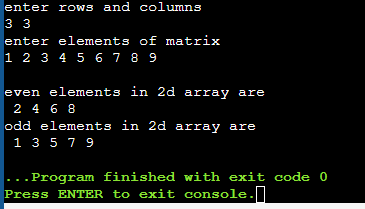 enter rows and columns
3 3
enter elements of matrix
1 2 3 4 5 6 7 8 9
even elements in 2d array are
2 4 6 8
odd elements in 2d array are
1 3 5 7 9
...Program finished with exit code 0
Press ENTER to exit console.